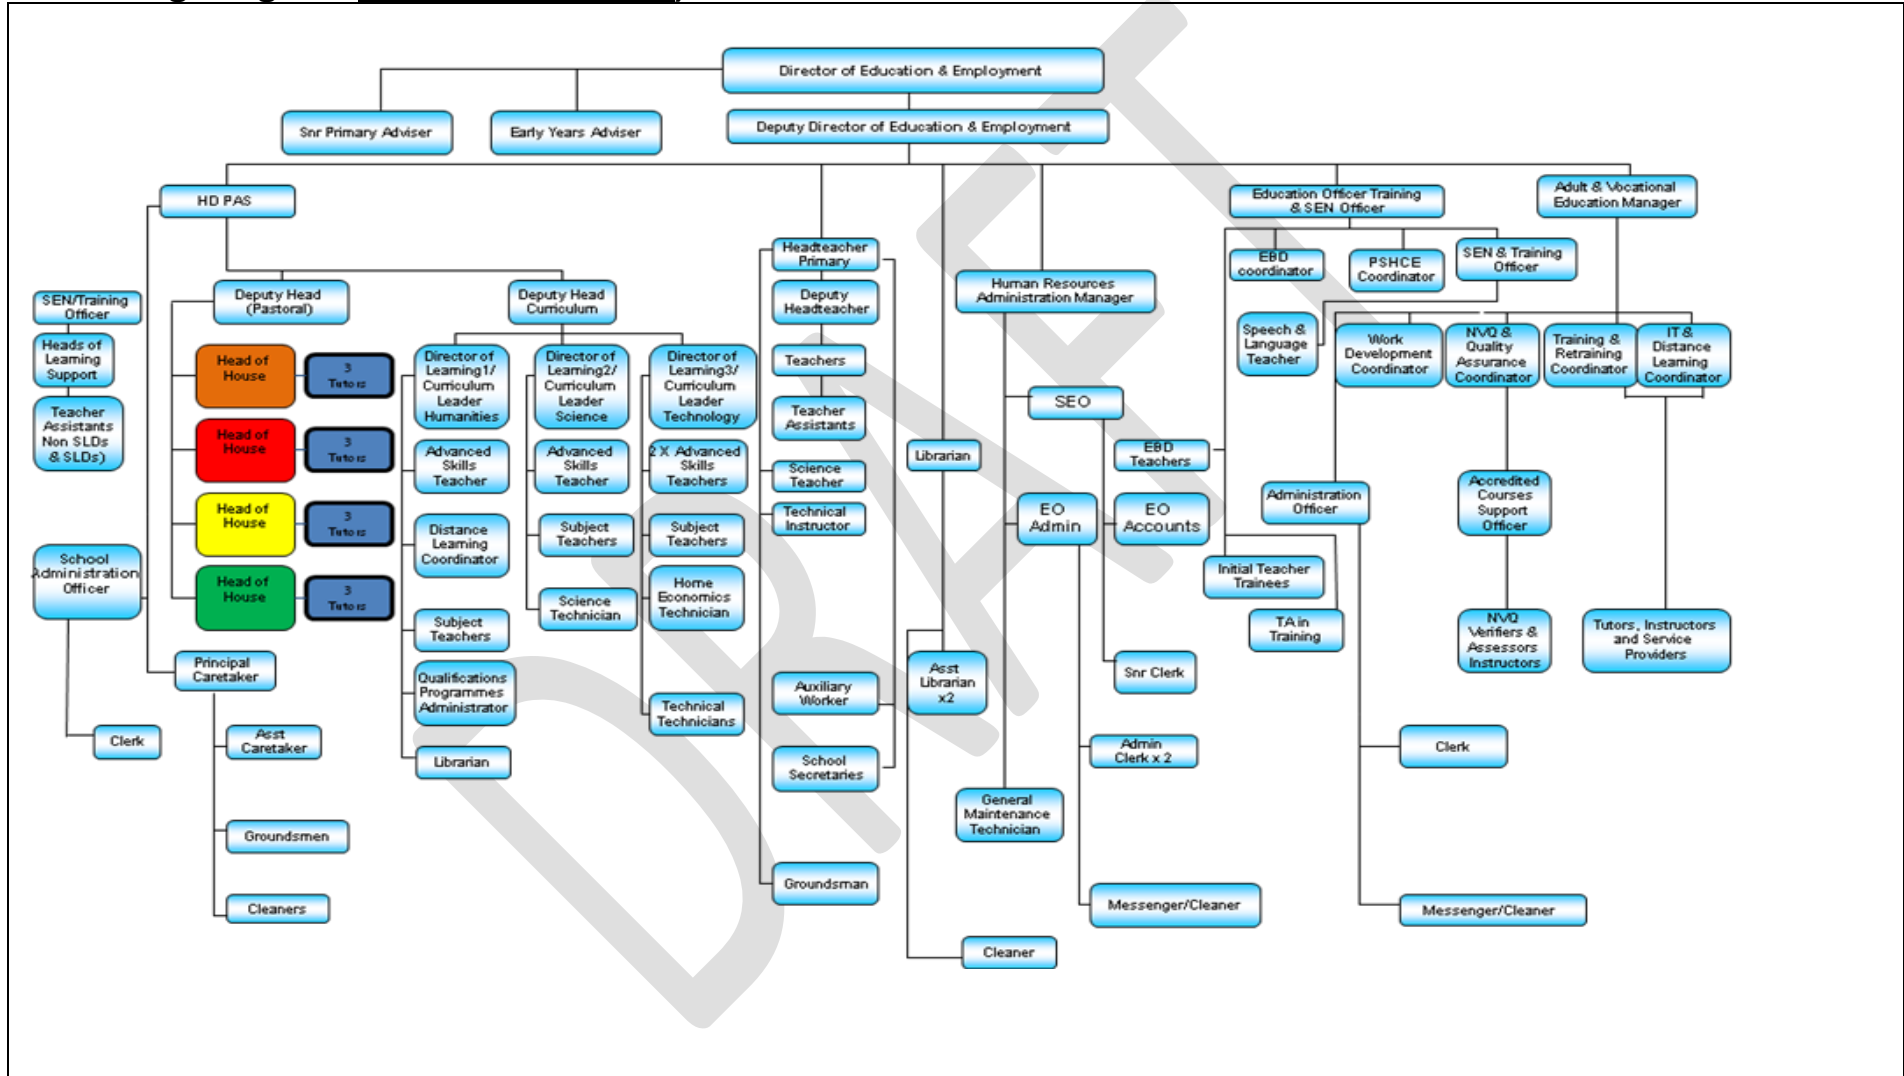 Director of Education & Employment
Snr Primary Adviser
Early Years Adviser
Deputy Director of Education & Employment
HD PAS
Education Officer Training
& SEN Officer
Adult & Vocational
Education Manager
Headteacher
Primary
EBD
coordinator
PSHCE
Coordinator
SEN & Training
Officer
Human Resources
Administration Manager
SEN/Training
Officer
Deputy Head
(Pastoral)
Deputy Head
Curriculum
Deputy
Headteacher
Heads of
Learning
Support
Head of
House
3
Tutors
Director of
Learning1/
Curriculum
Leader
Humanities
Director of
Learning2/
Curriculum
Leader
Science
Director of
Learning3/
Curriculum
Leader
Technology
Teachers
Speech &
Language
Teacher
Work
Development
Coordinator
NVQ &
Quality
Assurance
Coordinator
Training &
Retraining
Coordinator
IT &
Distance
Learning
Coordinator
Teacher
Assistants
Non SLDs
& SLDs)
Teacher
Assistants
SEO
Head of
House
3
Tutors
Advanced
Skills
Teacher
Advanced
Skills
Teacher
2 X Advanced
Skills
Teachers
Science
Teacher
Librarian
EBD
Teachers
Head of
House
3
Tutors
Distance
Learning
Coordinator
Subject
Teachers
Subject
Teachers
Technical
Instructor
EO
Admin
EO
Accounts
Administration
Officer
Accredited
Courses
Support
Officer
School
Administration
Officer
Head of
House
3
Tutors
Science
Technician
Home
Economics
Technician
Initial Teacher
Trainees
Subject
Teachers
TA in
Training
NVQ
Verifiers &
Assessors
Instructors
Tutors, Instructors
and Service
Providers
Principal
Caretaker
Qualifications
Programmes
Administrator
Technical
Technicians
Auxiliary
Worker
Asst
Librarian
x2
Snr Clerk
Clerk
Asst
Caretaker
Librarian
School
Secretaries
Admin
Clerk x 2
Clerk
General
Maintenance
Technician
Groundsmen
Groundsman
Messenger/Cleaner
Messenger/Cleaner
Cleaners
Cleaner
DRAFT